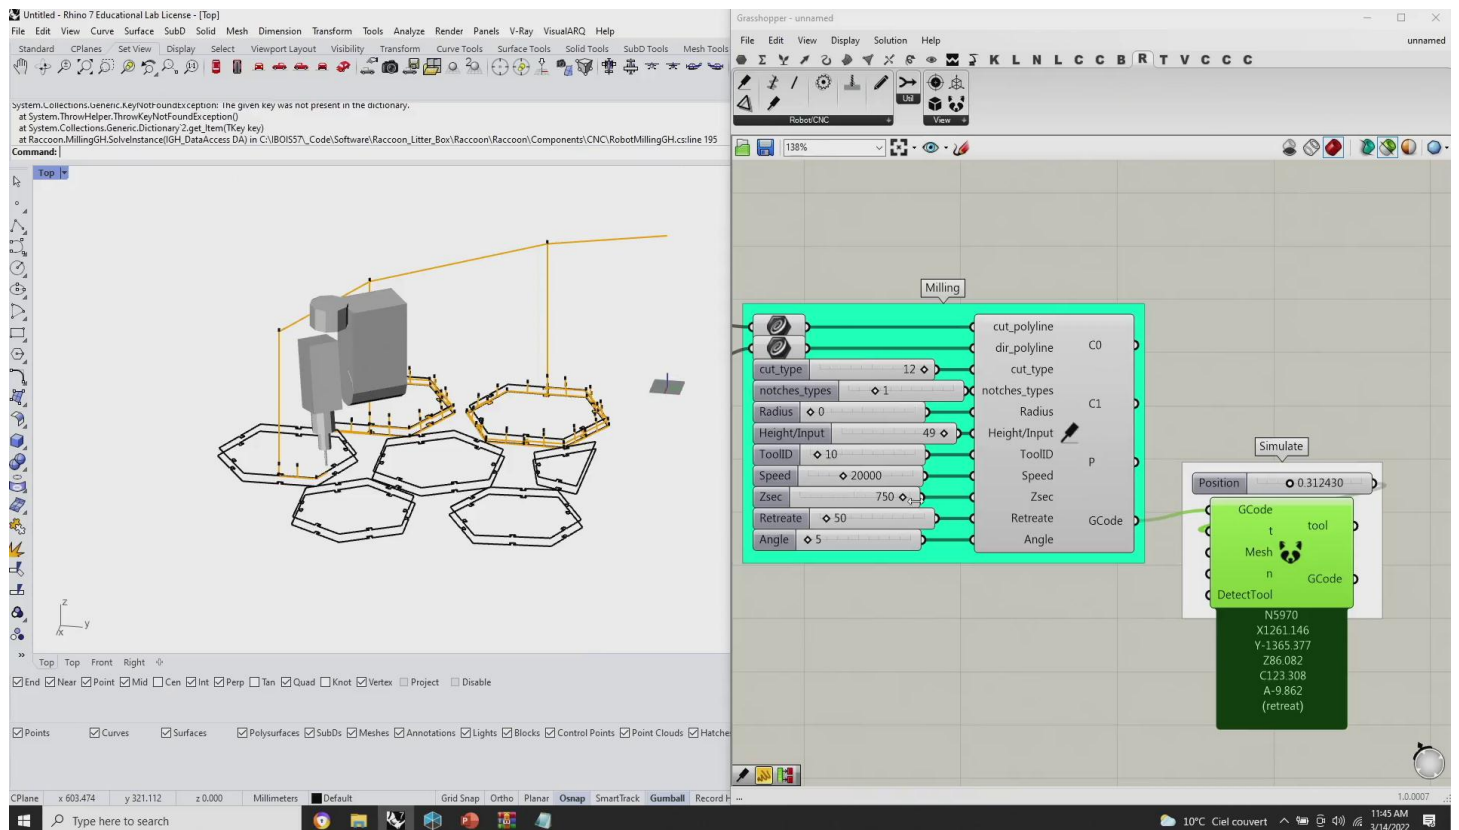 Untitled - Rhino 7 Educational Lab License - [Top]
File Edit View Curve Surface SubD Solid Mesh Dimension Transform Tools Analyze Render Panels V-Ray VisualARQ Help
Standard CPlanes Set View Display Select Viewport Layout Visibility Transform Curve Tools Surface Tools Solid Tools SubD Tools Mesh Tools
System.Collections.Generic.KeyNotFoundException: The given key was not present in the dictionary.
at System.ThrowHelper.ThrowKeyNotFoundException()
at System.Collections.Generic.Dictionary`2.get_Item(TKey key)
at Raccoon.MillingGH.SolveInstance(IGH_DataAccess DA) in C:\IBOIS57\_Code\Software\Raccoon_Litter_Box\Raccoon\Raccoon\Components\CNC\RobotMillingGH.cs:line 195
Command:
Top
z
y
x
Top Top Front Right
End Near Point Mid Cen Int Perp Tan Quad Knot Vertex Project Disable
Points Curves Surfaces Polysurfaces SubDs Meshes Annotations Lights Blocks Control Points Point Clouds Hatche
CPlane x 603.474 y 321.112 z 0.000 Millimeters Default Grid Snap Ortho Planar Osnap SmartTrack Gumball Record H
Grasshopper - unnamed
File Edit View Display Solution Help
unnamed
K L N L C C B R T V C C C
Util
Robot/CNC
View
138%
Milling
cut_polyline
dir_polyline
C0
cut_type 12
cut_type
notches_types 1
notches_types
C1
Radius 0
Radius
Height/Input 49
Height/Input
ToolID 10
ToolID
P
Speed 20000
Speed
Zsec 750
Zsec
Retreate 50
Retreate
GCode
Angle 5
Angle
Simulate
Position 0.312430
GCode
t
tool
Mesh
n
GCode
DetectTool
N5970
X1261.146
Y-1365.377
Z86.082
C123.308
A-9.862
(retreat)
1.0.0007
Type here to search
10°C Ciel couvert
11:45 AM
3/14/2022